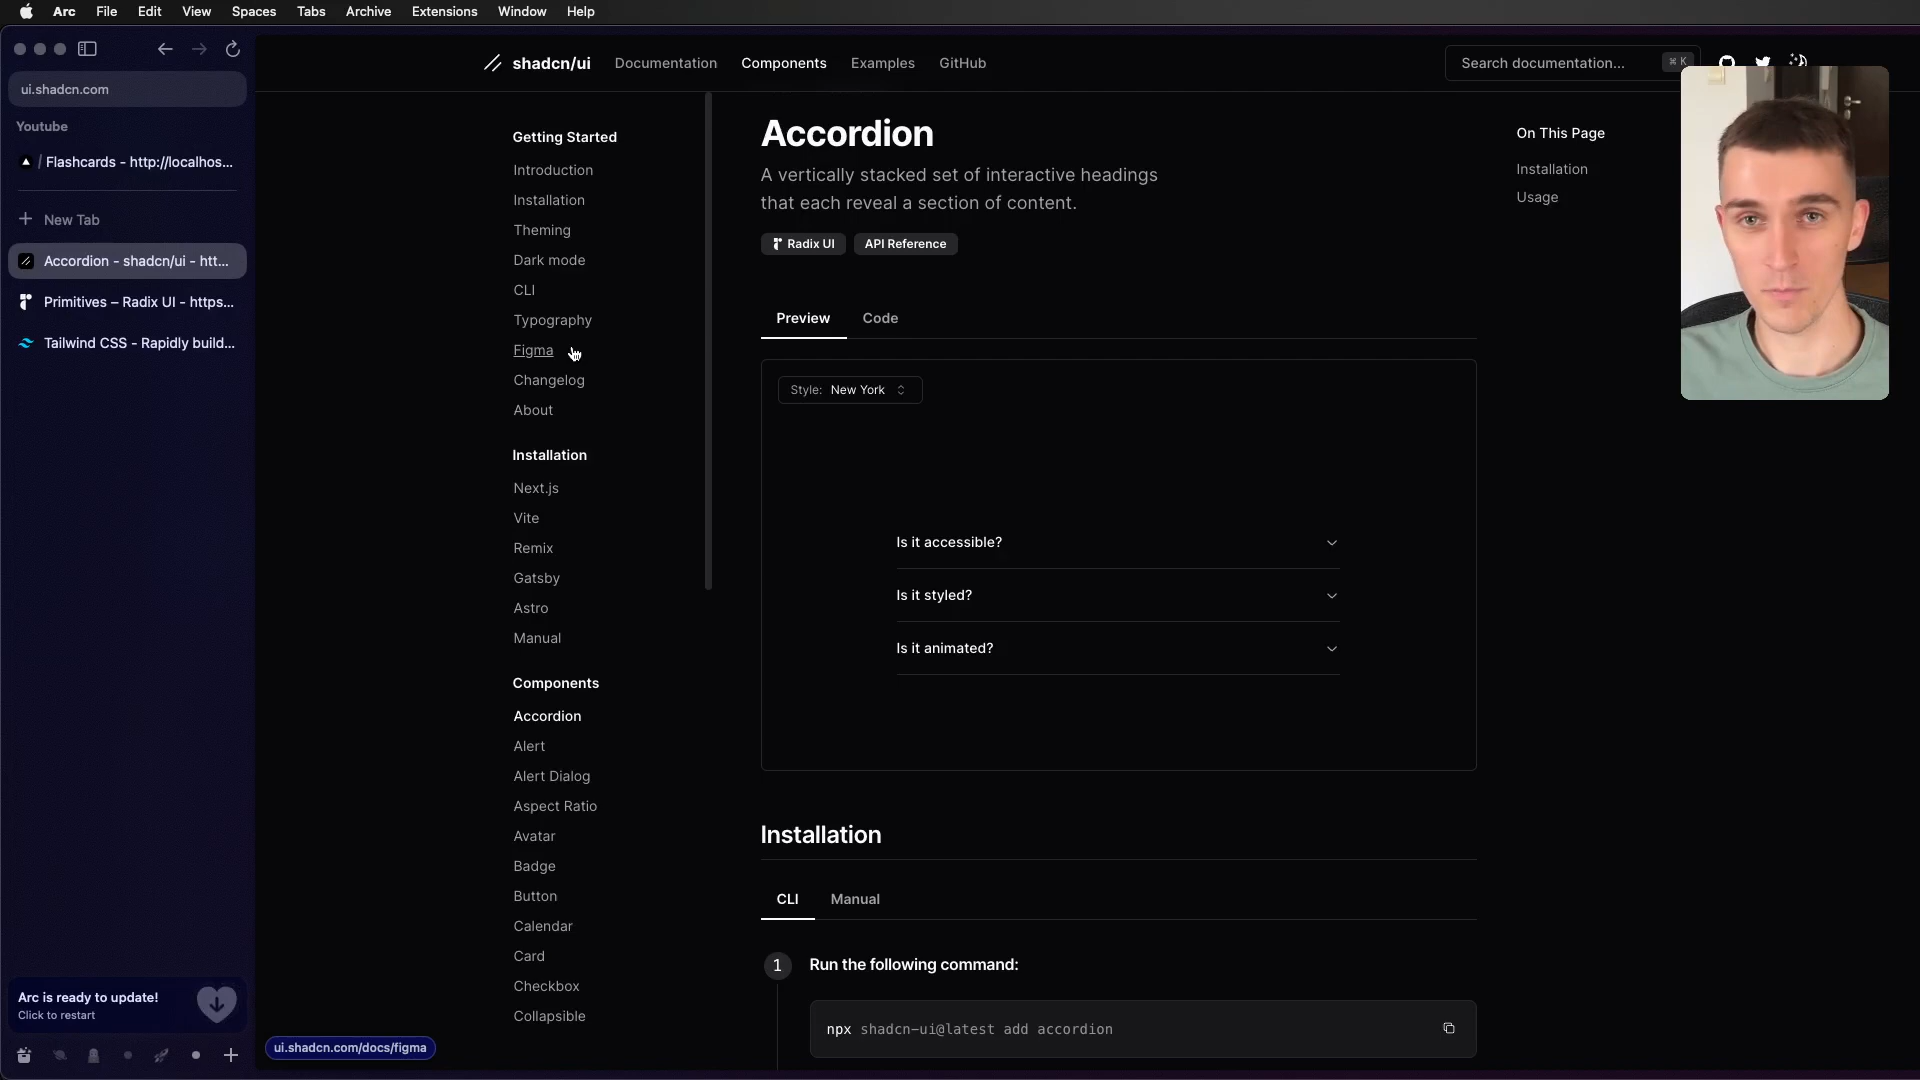 Arc File Edit View Spaces Tabs Archive Extensions Window Help
ui.shadcn.com
Youtube
/ Flashcards - http://localhos...
New Tab
Accordion - shadcn/ui - htt...
Primitives – Radix UI - https...
Tailwind CSS - Rapidly build...
Arc is ready to update!
Click to restart
shadcn/ui Documentation Components Examples GitHub
Search documentation... ⌘ K
Getting Started
Introduction
Installation
Theming
Dark mode
CLI
Typography
Figma
Changelog
About
Installation
Next.js
Vite
Remix
Gatsby
Astro
Manual
Components
Accordion
Alert
Alert Dialog
Aspect Ratio
Avatar
Badge
Button
Calendar
Card
Checkbox
Collapsible
ui.shadcn.com/docs/figma
Accordion
A vertically stacked set of interactive headings
that each reveal a section of content.
Radix UI API Reference
Preview Code
Style: New York
Is it accessible?
Is it styled?
Is it animated?
Installation
CLI Manual
1 Run the following command:
npx shadcn-ui@latest add accordion
On This Page
Installation
Usage